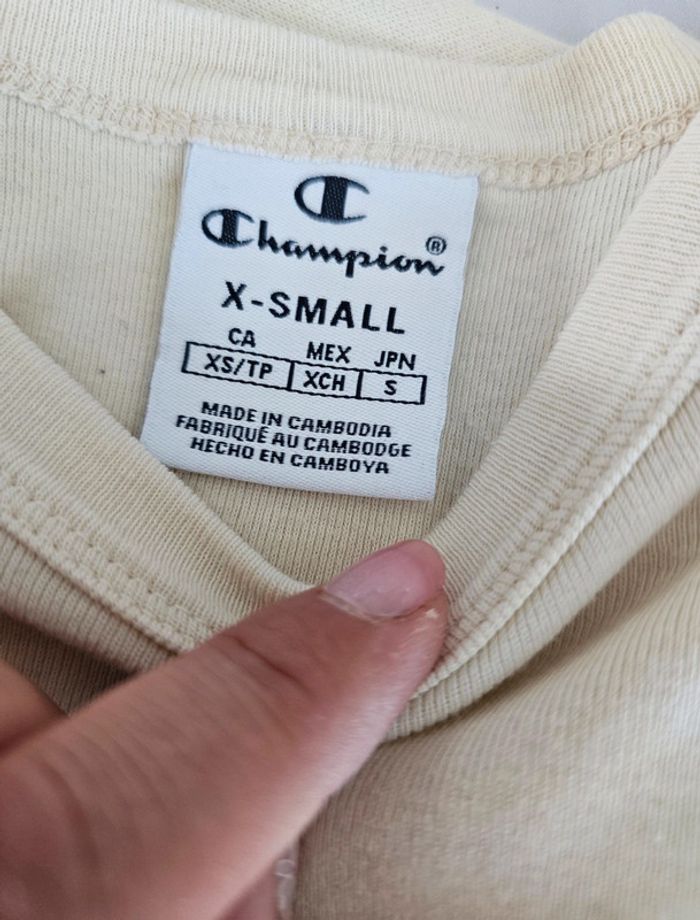 C
Champion®
X-SMALL
CA MEX JPN
XS/TP XCH S
MADE IN CAMBODIA
FABRIQUÉ AU CAMBODGE
HECHO EN CAMBOYA